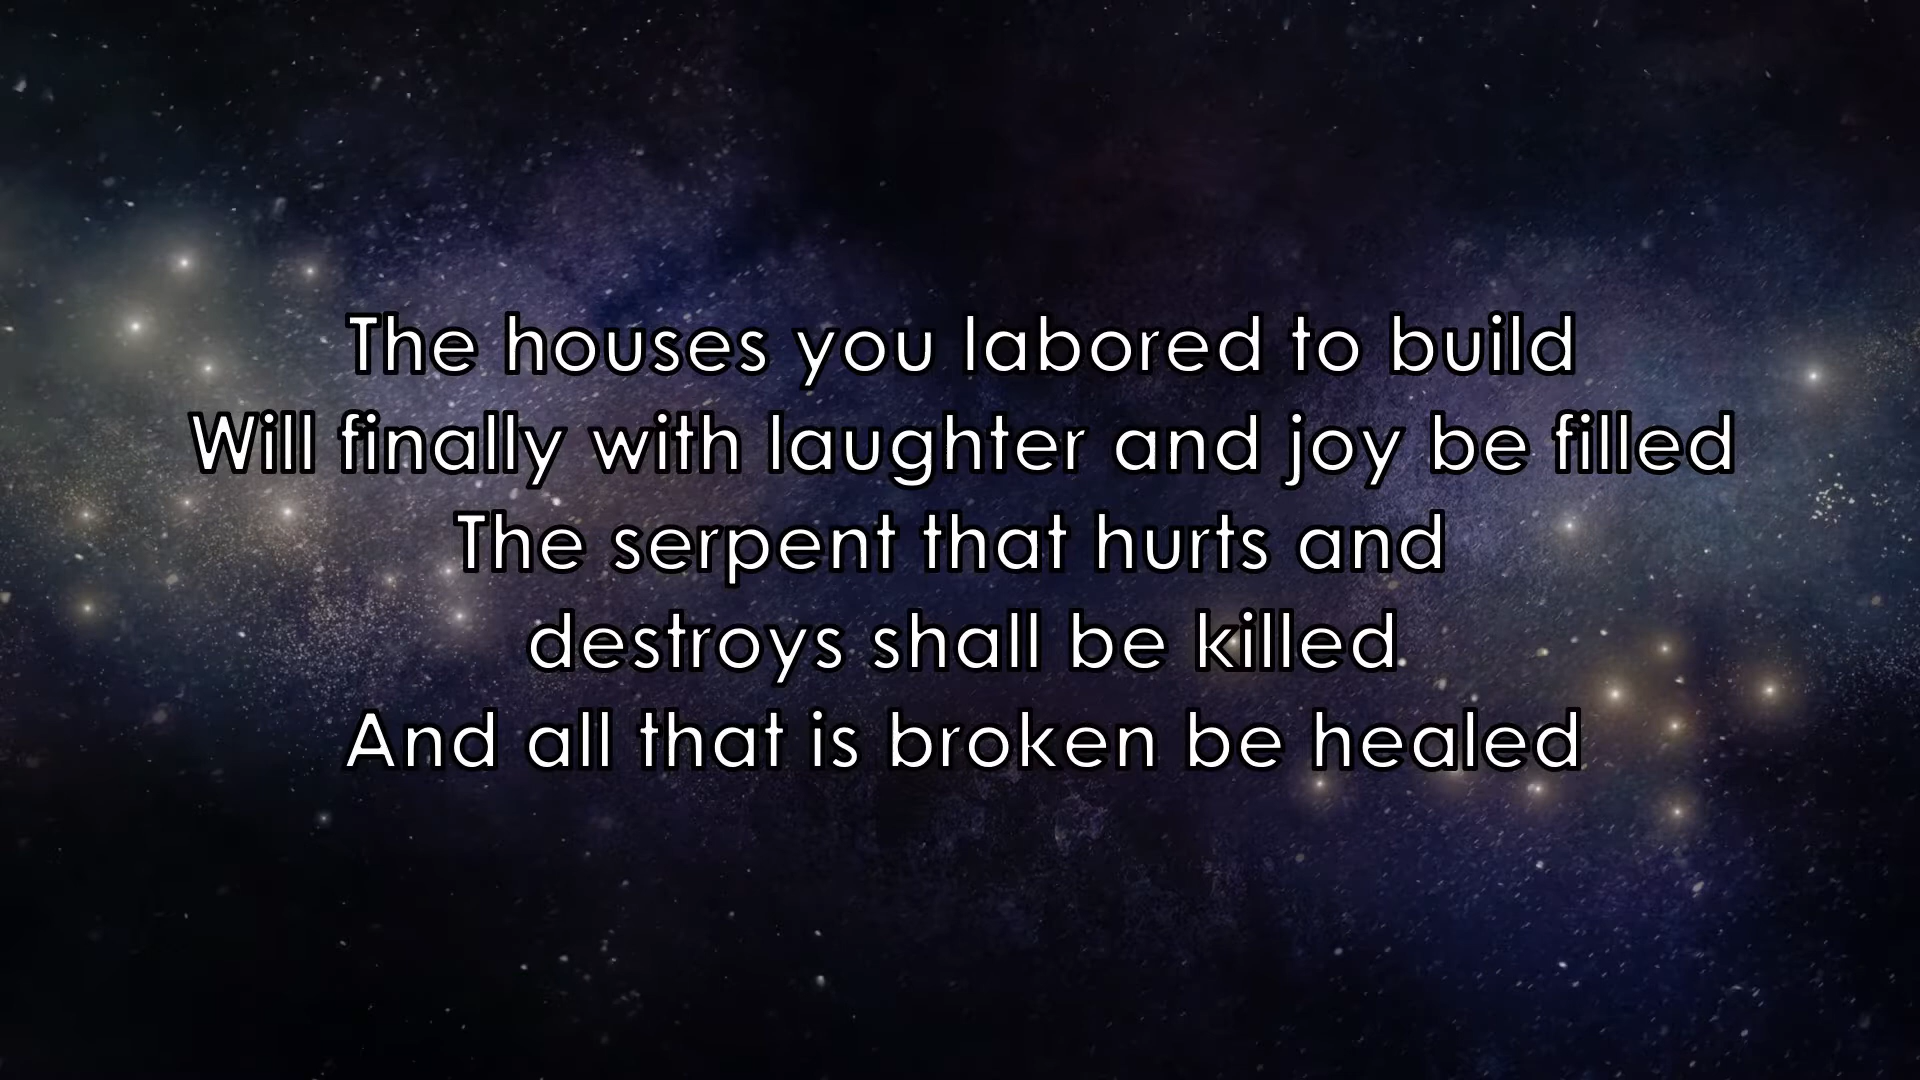 The houses you labored to build
Will finally with laughter and joy be filled
The serpent that hurts and
destroys shall be killed
And all that is broken be healed